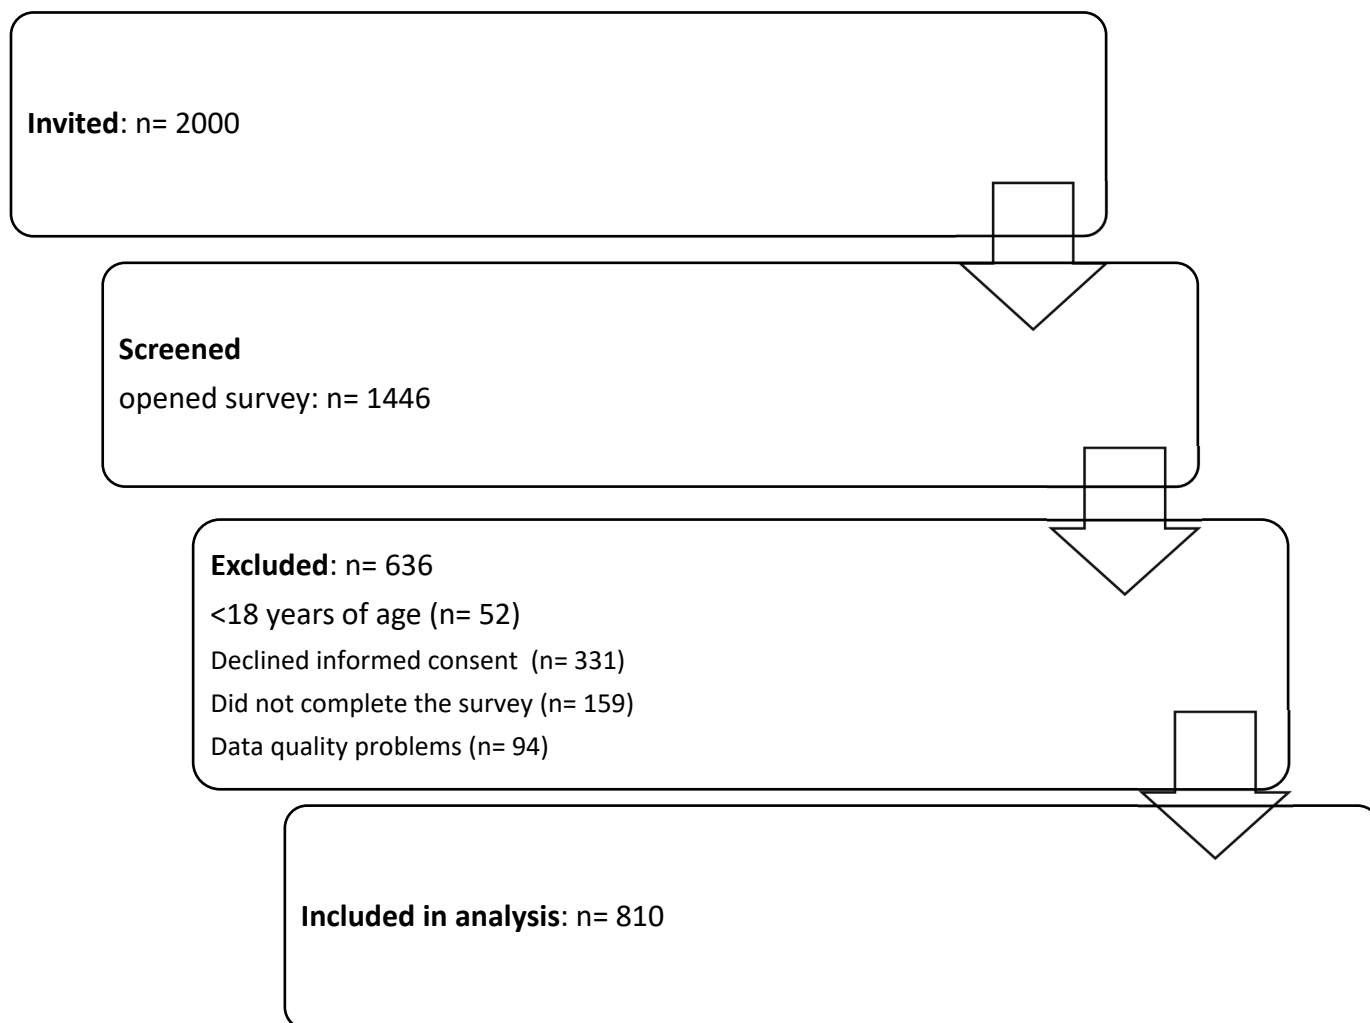 Invited: n= 2000
Screened
opened survey: n= 1446
Excluded: n= 636
<18 years of age (n= 52)
Declined informed consent  (n= 331)
Did not complete the survey (n= 159)
Data quality problems (n= 94)
Included in analysis: n= 810